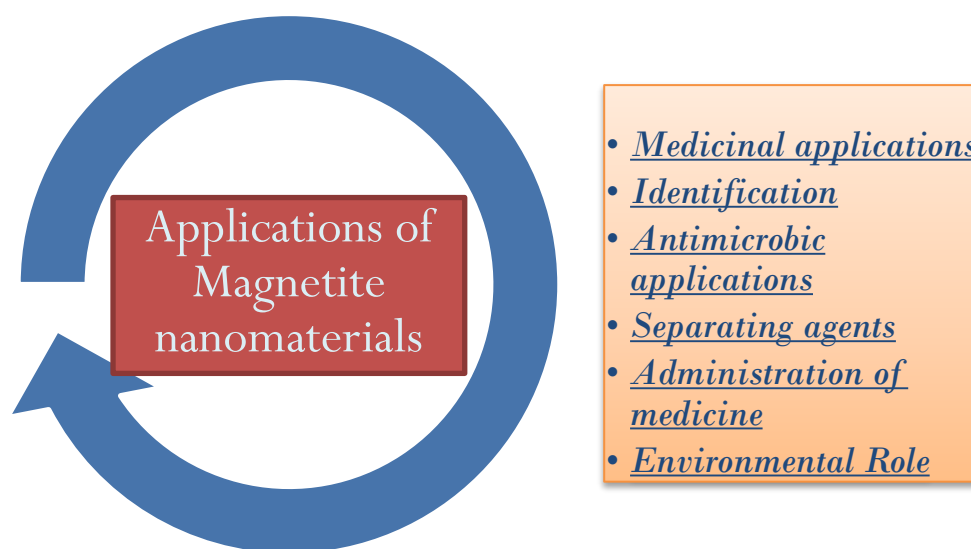 Applications of
Magnetite
nanomaterials
• Medicinal applications
• Identification
• Antimicrobic
applications
• Separating agents
• Administration of
medicine
• Environmental Role